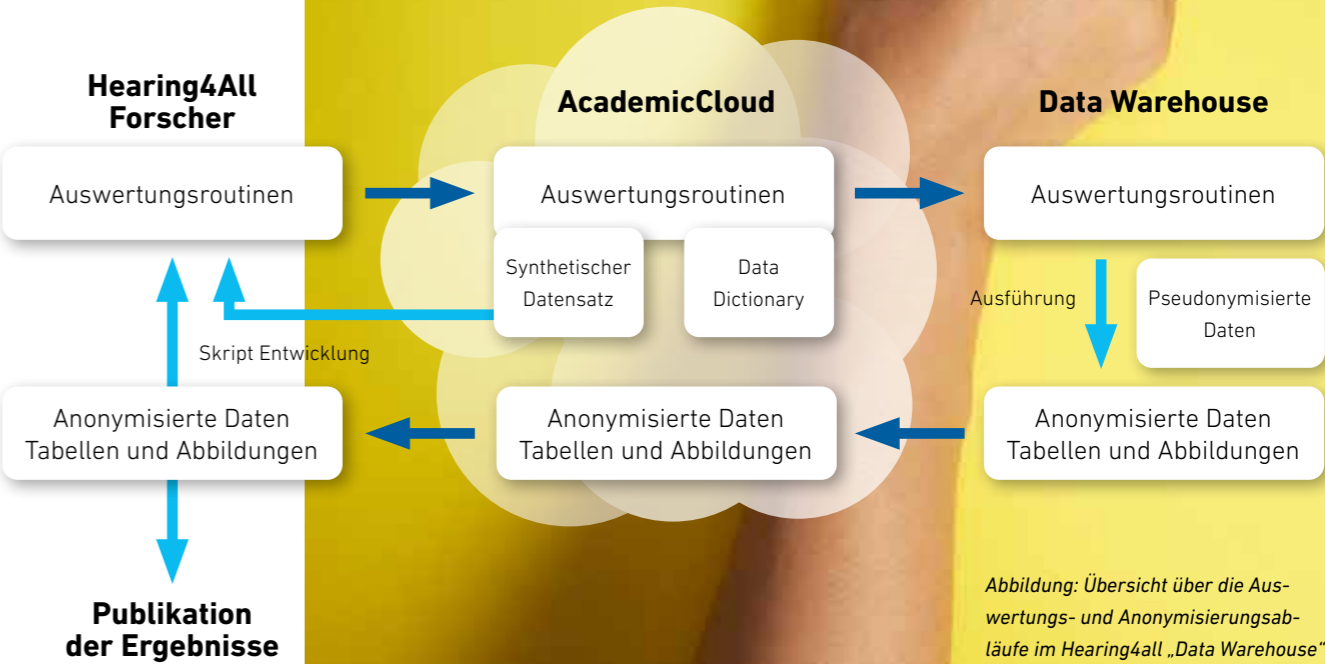 Hearing4All
Forscher
AcademicCloud
Data Warehouse
Auswertungsroutinen
Auswertungsroutinen
Auswertungsroutinen
Synthetischer
Datensatz
Data
Dictionary
Ausführung
Pseudonymisierte
Daten
Skript Entwicklung
Anonymisierte Daten
Tabellen und Abbildungen
Anonymisierte Daten
Tabellen und Abbildungen
Anonymisierte Daten
Tabellen und Abbildungen
Publikation
der Ergebnisse
Abbildung: Übersicht über die Aus-
wertungs- und Anonymisierungsab-
läufe im Hearing4all „Data Warehouse“